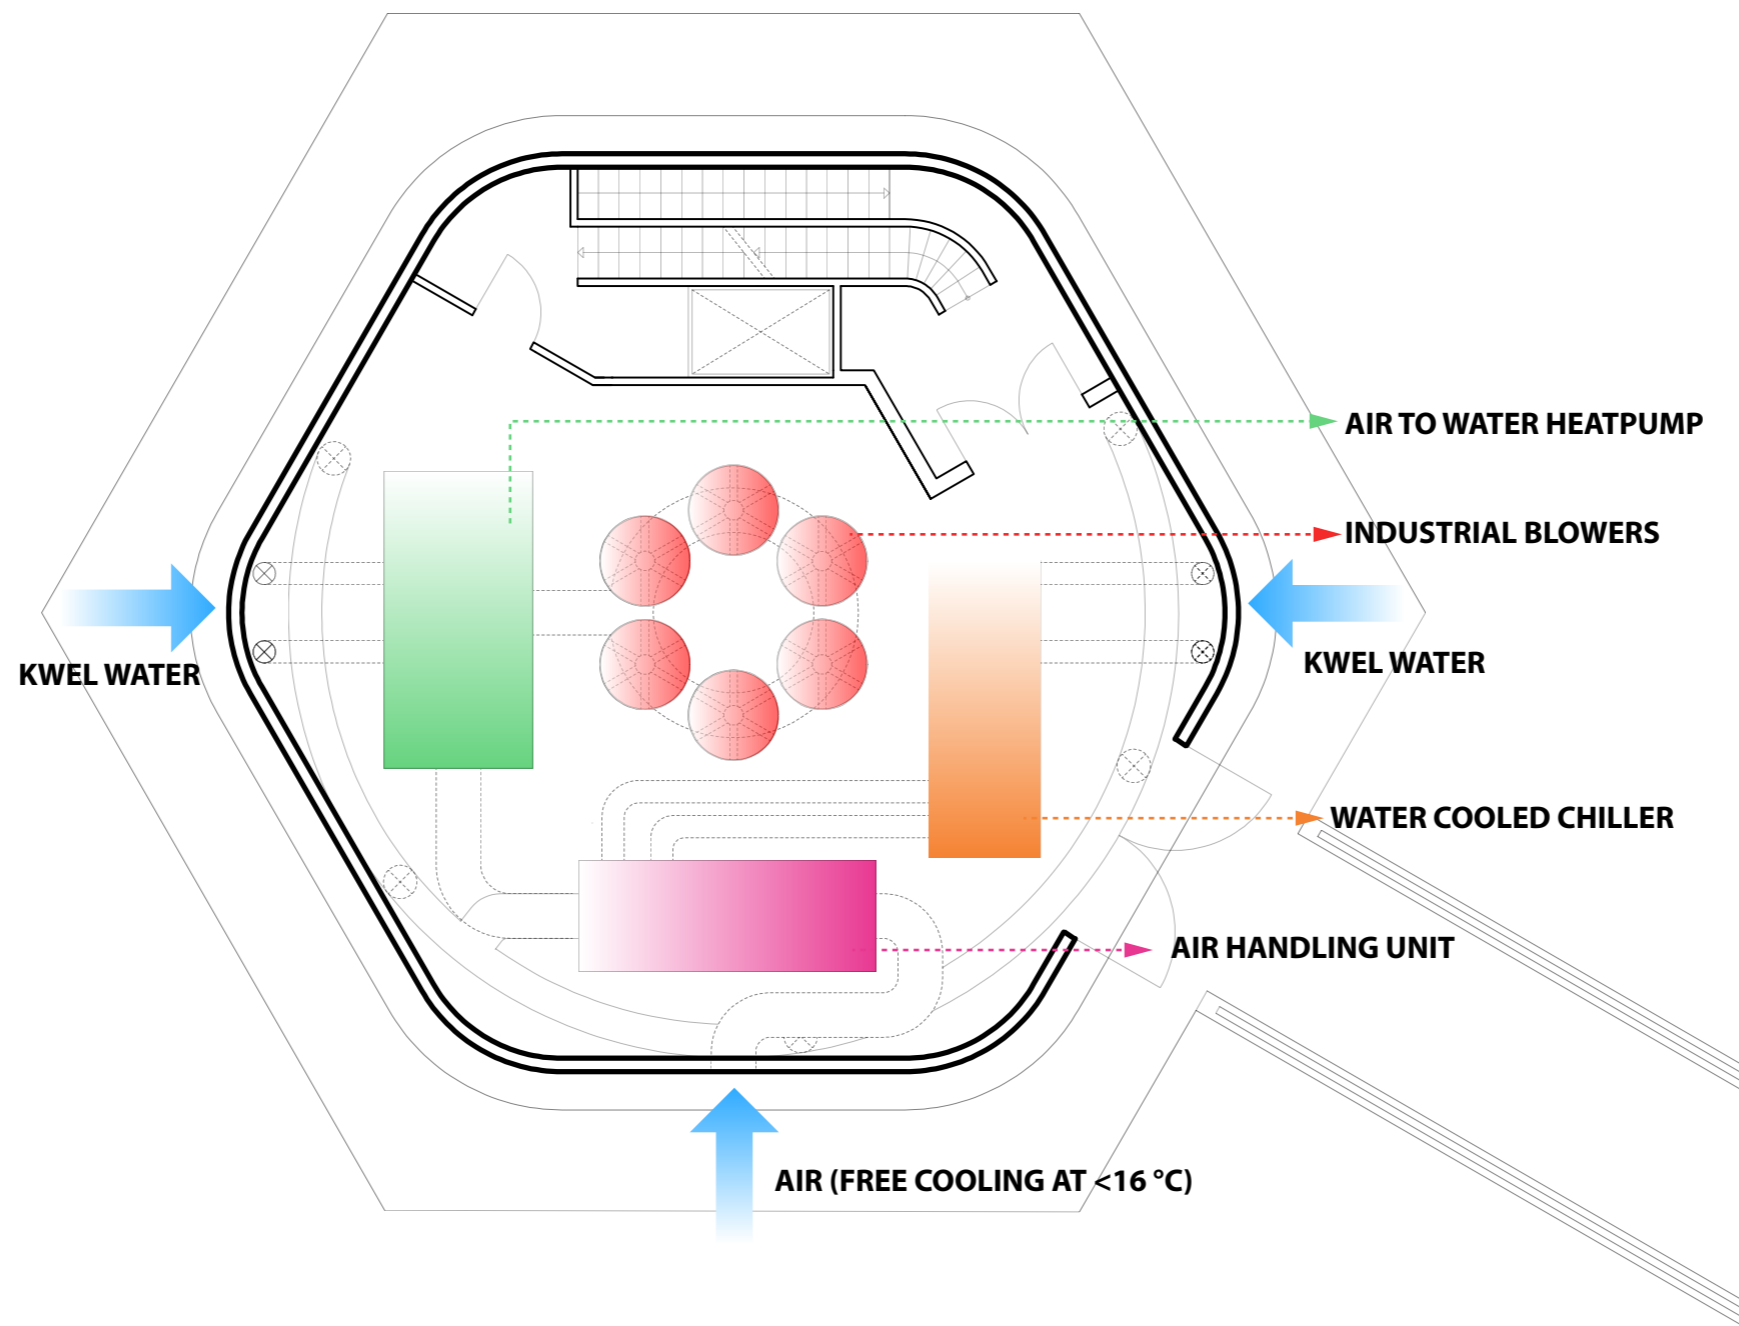 AIR TO WATER HEATPUMP
INDUSTRIAL BLOWERS
KWEL WATER
KWEL WATER
WATER COOLED CHILLER
AIR HANDLING UNIT
AIR (FREE COOLING AT <16 °C)